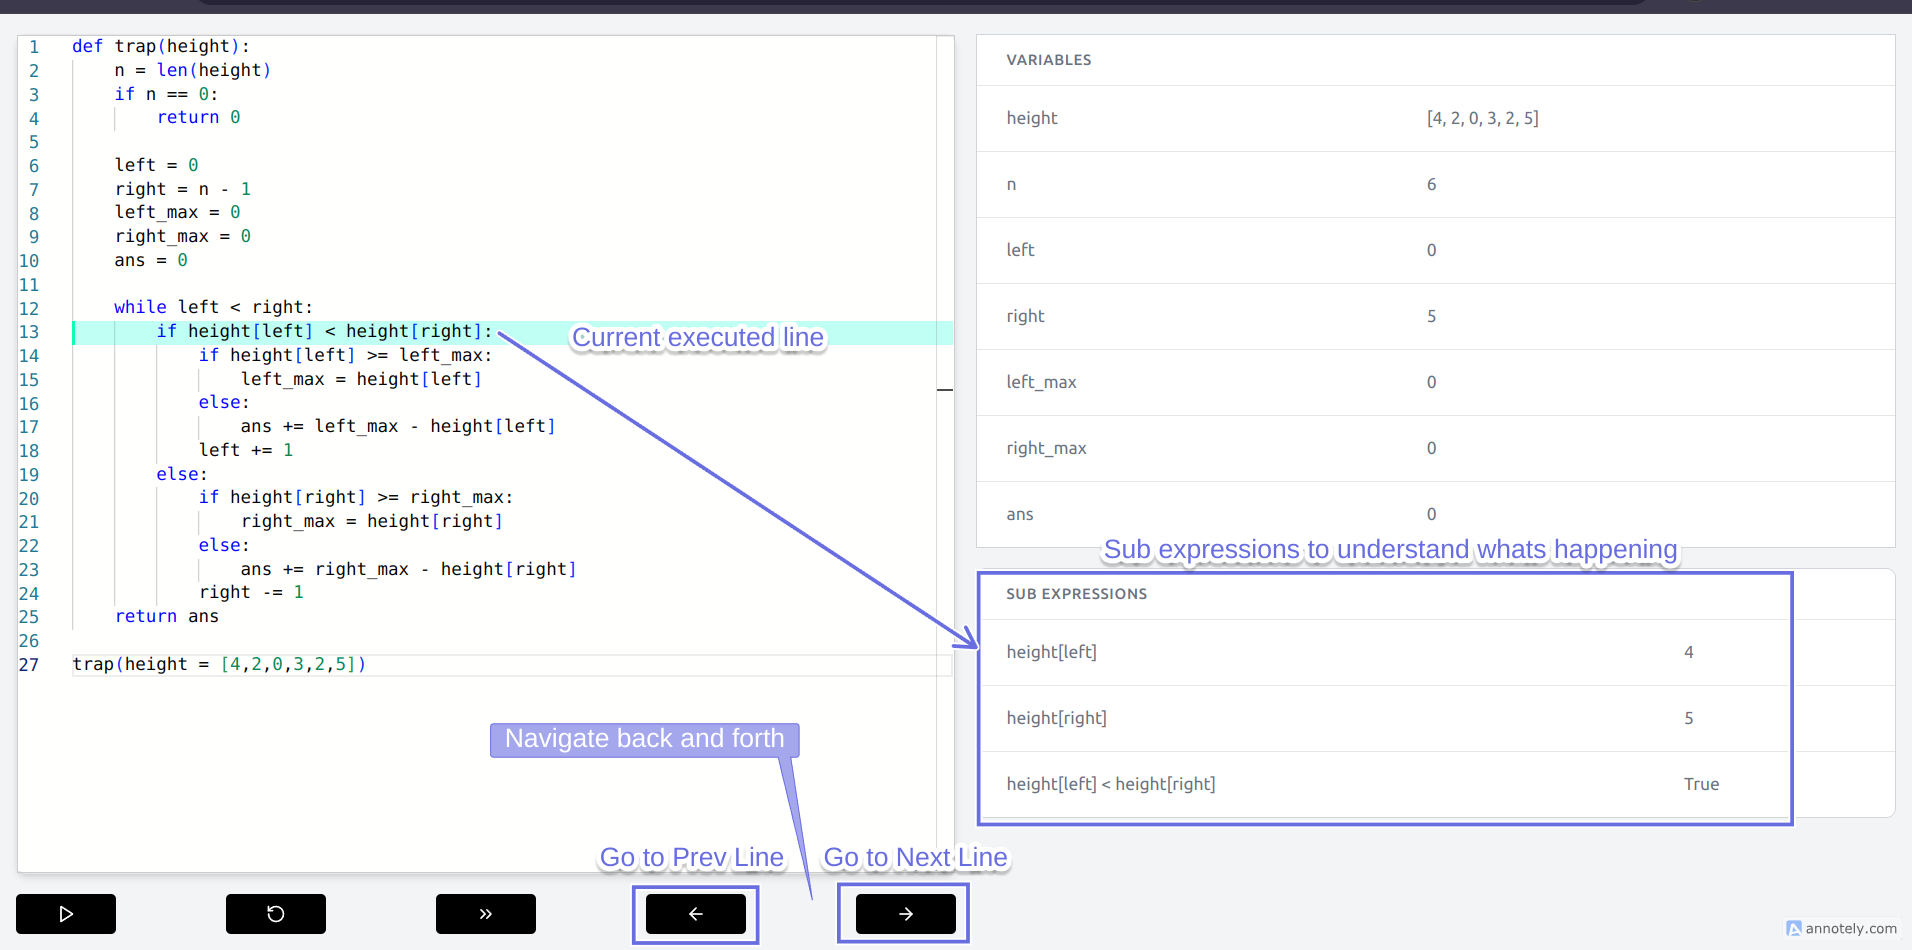 1 def trap(height):
2     n = len(height)
3     if n == 0:
4         return 0
5
6     left = 0
7     right = n - 1
8     left_max = 0
9     right_max = 0
10     ans = 0
11
12     while left < right:
13         if height[left] < height[right]:
14             if height[left] >= left_max:
15                 left_max = height[left]
16             else:
17                 ans += left_max - height[left]
18             left += 1
19         else:
20             if height[right] >= right_max:
21                 right_max = height[right]
22             else:
23                 ans += right_max - height[right]
24             right -= 1
25     return ans
26
27 trap(height = [4,2,0,3,2,5])
Current executed line
Navigate back and forth
Go to Prev Line
Go to Next Line
VARIABLES
height [4, 2, 0, 3, 2, 5]
n 6
left 0
right 5
left_max 0
right_max 0
ans 0
Sub expressions to understand whats happening
SUB EXPRESSIONS
height[left] 4
height[right] 5
height[left] < height[right] True
annotely.com